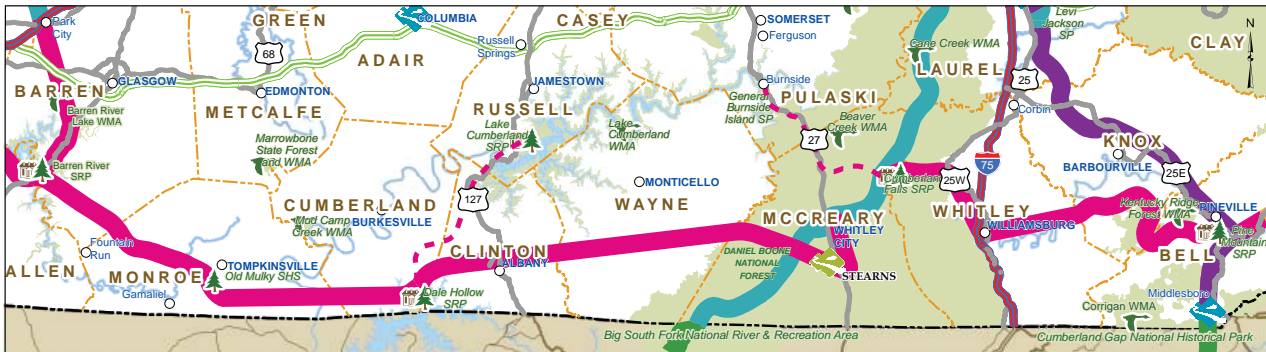 Park
City
GREEN
COLUMBIA
CASEY
SOMERSET
Ferguson
Levi
Jackson
SP
N
CLAY
Russell
Springs
68
ADAIR
Cane Creek WMA
LAUREL
25
GLASGOW
BARREN
EDMONTON
METCALFE
JAMESTOWN
RUSSELL
Burnside
General
Burnside
Island SP
PULASKI
Corbin
Barren River
Lake WMA
Marrowbone
State Forest
and WMA
Lake
Cumberland
SRP
Lake
Cumberland
WMA
Beaver
Creek WMA
27
KNOX
BARBOURVILLE
75
25E
Barren River
SRP
127
MONTICELLO
WAYNE
Cumberland
Falls SRP
25W
WHITLEY
WILLIAMSBURG
Kentucky Ridge
Forest WMA
PINEVILLE
Pine
Mountain
SRP
CUMBERLAND
BURKESVILLE
Mud Camp
Creek WMA
MCCREARY
WHITLEY
CITY
BELL
Fountain
Run
ALLEN
MONROE
TOMPKINSVILLE
Old Mulky SHS
CLINTON
ALBANY
DANIEL BOONE
NATIONAL
FOREST
STEARNS
Gamaliel
Dale Hollow
SRP
Middlesboro
Corrigan WMA
Big South Fork National River & Recreation Area
Cumberland Gap National Historical Park